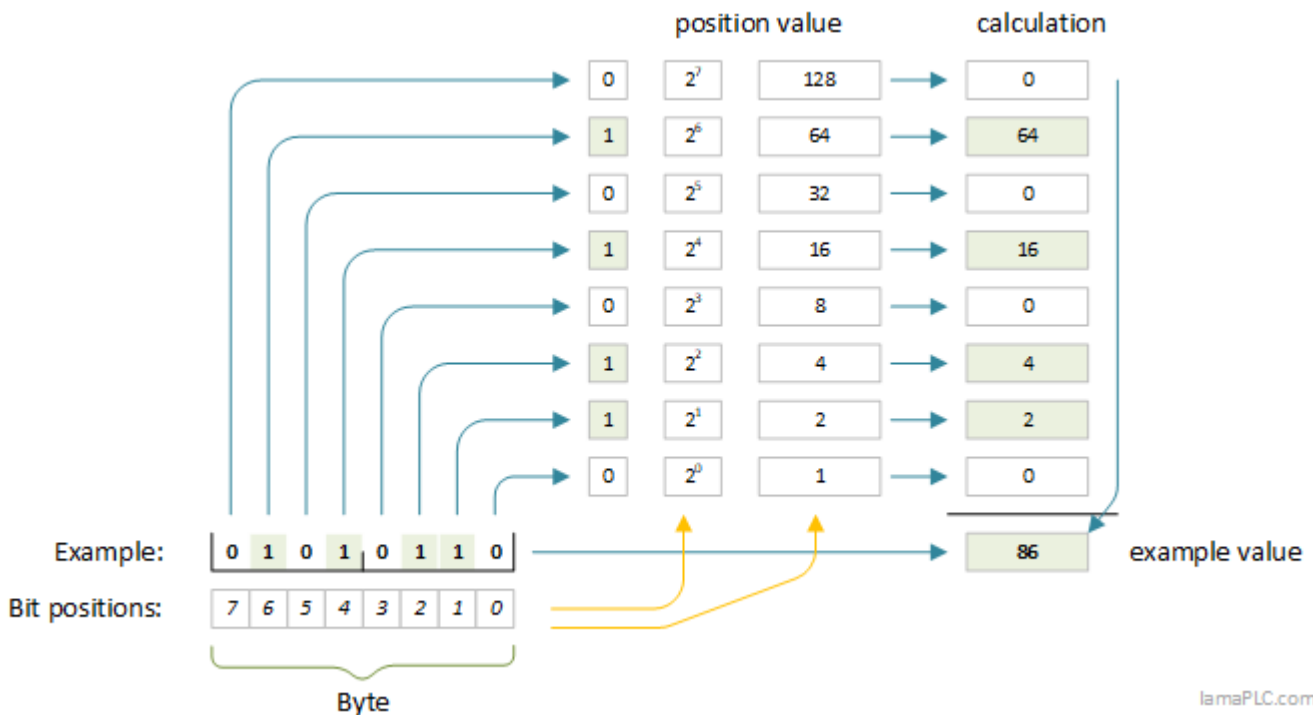 position value calculation
0 2⁷ 128 0
1 2⁶ 64 64
0 2⁵ 32 0
1 2⁴ 16 16
0 2³ 8 0
1 2² 4 4
1 2¹ 2 2
0 2⁰ 1 0
Example: 0 1 0 1 0 1 1 0 86 example value
Bit positions: 7 6 5 4 3 2 1 0
Byte
lamaPLC.com